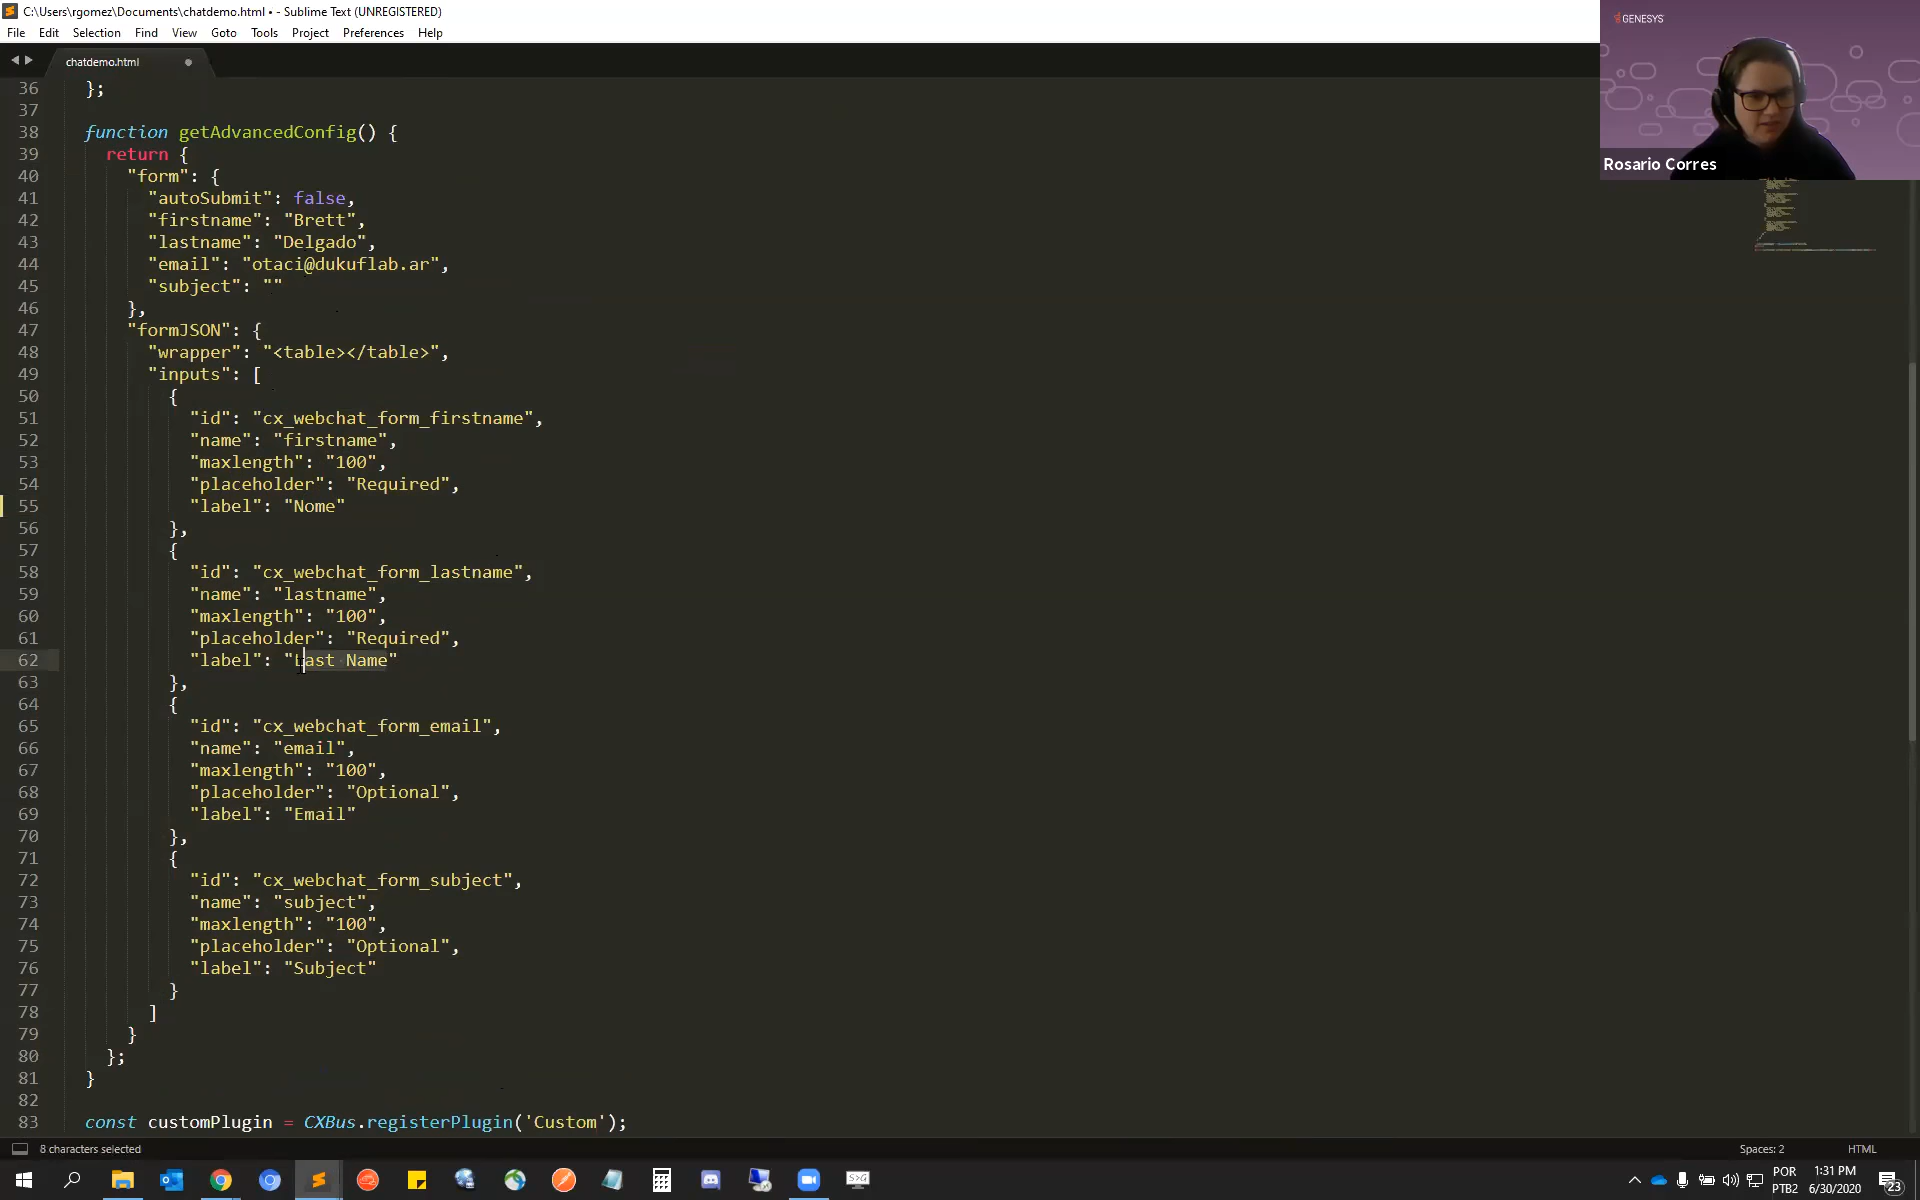 C:\Users\rgomez\Documents\chatdemo.html • - Sublime Text (UNREGISTERED)
File Edit Selection Find View Goto Tools Project Preferences Help
chatdemo.html
GENESYS
Rosario Corres
36 };
37
38 function getAdvancedConfig() {
39 return {
40 "form": {
41 "autoSubmit": false,
42 "firstname": "Brett",
43 "lastname": "Delgado",
44 "email": "otaci@dukuflab.ar",
45 "subject": ""
46 },
47 "formJSON": {
48 "wrapper": "<table></table>",
49 "inputs": [
50 {
51 "id": "cx_webchat_form_firstname",
52 "name": "firstname",
53 "maxlength": "100",
54 "placeholder": "Required",
55 "label": "Nome"
56 },
57 {
58 "id": "cx_webchat_form_lastname",
59 "name": "lastname",
60 "maxlength": "100",
61 "placeholder": "Required",
62 "label": "Last Name"
63 },
64 {
65 "id": "cx_webchat_form_email",
66 "name": "email",
67 "maxlength": "100",
68 "placeholder": "Optional",
69 "label": "Email"
70 },
71 {
72 "id": "cx_webchat_form_subject",
73 "name": "subject",
74 "maxlength": "100",
75 "placeholder": "Optional",
76 "label": "Subject"
77 }
78 ]
79 }
80 };
81 }
82
83 const customPlugin = CXBus.registerPlugin('Custom');
8 characters selected
Spaces: 2
HTML
POR
PTB2
1:31 PM
6/30/2020
23